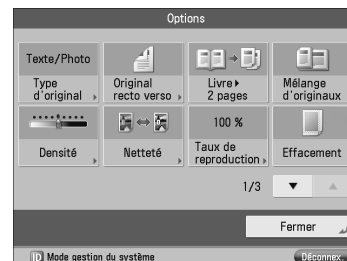 Options
Texte/Photo
Type
d'original
Original
recto verso
Livre
2 pages
Mélange
d'originaux
Densité
Netteté
100 %
Taux de
reproduction
Effacement
1/3
Fermer
ID Mode gestion du système
Déconnex.